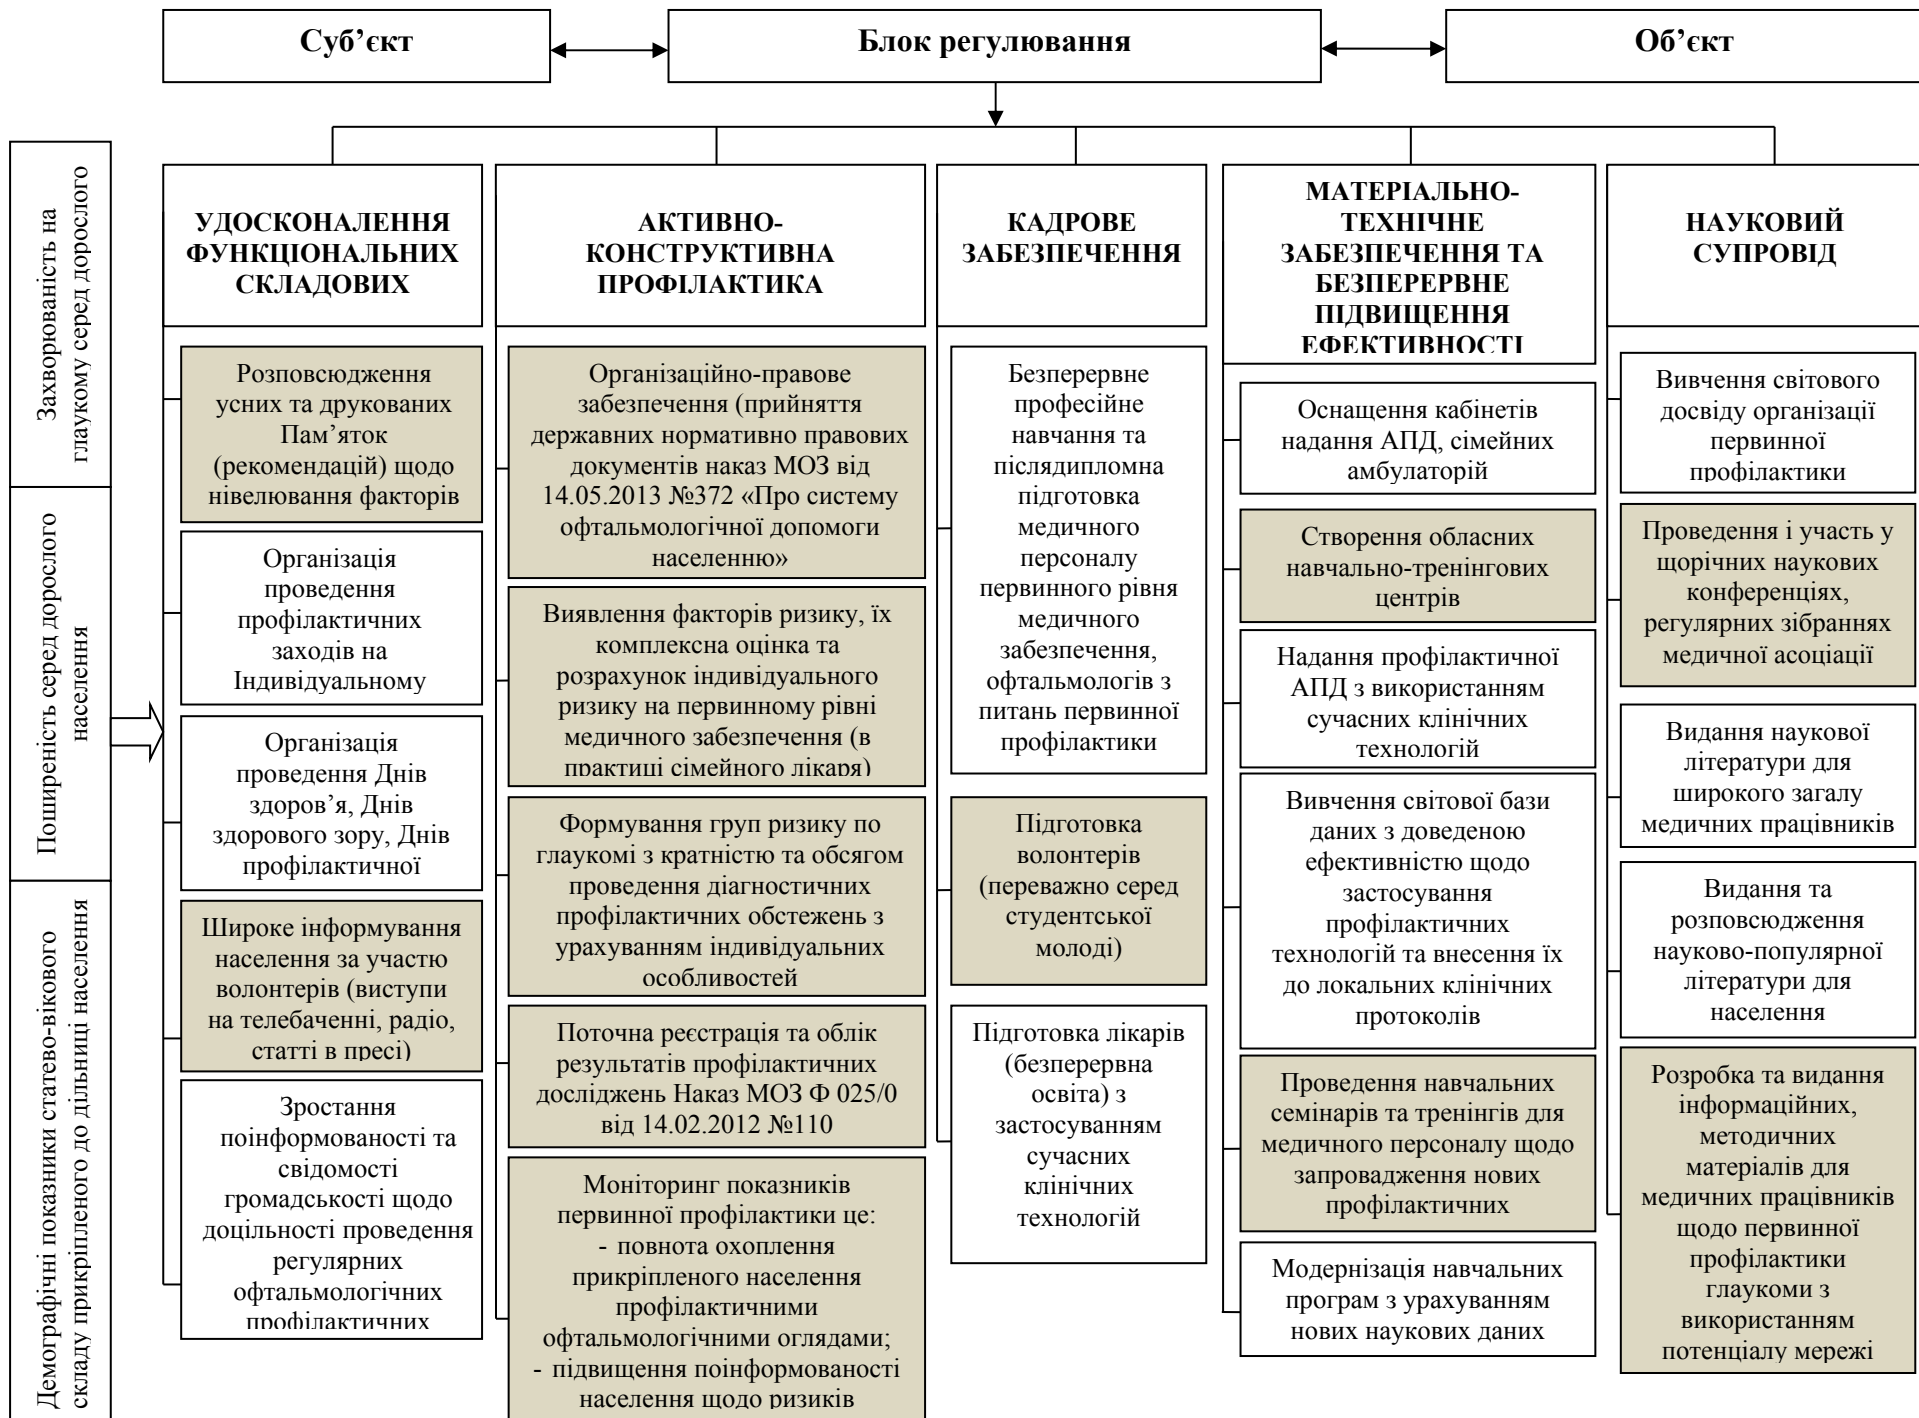 Суб’єкт
Блок регулювання
Об’єкт
Захворюваність на
глаукому серед дорослого
Поширеність серед дорослого
населення
Демографічні показники статево-вікового
складу прикріпленого до дільниці населення
УДОСКОНАЛЕННЯ
ФУНКЦІОНАЛЬНИХ
СКЛАДОВИХ
Розповсюдження
усних та друкованих
Пам’яток
(рекомендацій) щодо
нівелювання факторів
Організація
проведення
профілактичних
заходів на
Індивідуальному
Організація
проведення Днів
здоров’я, Днів
здорового зору, Днів
профілактичної
Широке інформування
населення за участю
волонтерів (виступи
на телебаченні, радіо,
статті в пресі)
Зростання
поінформованості та
свідомості
громадськості щодо
доцільності проведення
регулярних
офтальмологічних
профілактичних
АКТИВНО-
КОНСТРУКТИВНА
ПРОФІЛАКТИКА
Організаційно-правове
забезпечення (прийняття
державних нормативно правових
документів наказ МОЗ від
14.05.2013 №372 «Про систему
офтальмологічної допомоги
населенню»
Виявлення факторів ризику, їх
комплексна оцінка та
розрахунок індивідуального
ризику на первинному рівні
медичного забезпечення (в
практиці сімейного лікаря)
Формування груп ризику по
глаукомі з кратністю та обсягом
проведення діагностичних
профілактичних обстежень з
урахуванням індивідуальних
особливостей
Поточна реєстрація та облік
результатів профілактичних
досліджень Наказ МОЗ Ф 025/0
від 14.02.2012 №110
Моніторинг показників
первинної профілактики це:
- повнота охоплення
прикріпленого населення
профілактичними
офтальмологічними оглядами;
- підвищення поінформованості
населення щодо ризиків
КАДРОВЕ
ЗАБЕЗПЕЧЕННЯ
Безперервне
професійне
навчання та
післядипломна
підготовка
медичного
персоналу
первинного рівня
медичного
забезпечення,
офтальмологів з
питань первинної
профілактики
Підготовка
волонтерів
(переважно серед
студентської
молоді)
Підготовка лікарів
(безперервна
освіта) з
застосуванням
сучасних
клінічних
технологій
МАТЕРІАЛЬНО-
ТЕХНІЧНЕ
ЗАБЕЗПЕЧЕННЯ ТА
БЕЗПЕРЕРВНЕ
ПІДВИЩЕННЯ
ЕФЕКТИВНОСТІ
Оснащення кабінетів
надання АПД, сімейних
амбулаторій
Створення обласних
навчально-тренінгових
центрів
Надання профілактичної
АПД з використанням
сучасних клінічних
технологій
Вивчення світової бази
даних з доведеною
ефективністю щодо
застосування
профілактичних
технологій та внесення їх
до локальних клінічних
протоколів
Проведення навчальних
семінарів та тренінгів для
медичного персоналу щодо
запровадження нових
профілактичних
Модернізація навчальних
програм з урахуванням
нових наукових даних
НАУКОВИЙ
СУПРОВІД
Вивчення світового
досвіду організації
первинної
профілактики
Проведення і участь у
щорічних наукових
конференціях,
регулярних зібраннях
медичної асоціації
Видання наукової
літератури для
широкого загалу
медичних працівників
Видання та
розповсюдження
науково-популярної
літератури для
населення
Розробка та видання
інформаційних,
методичних
матеріалів для
медичних працівників
щодо первинної
профілактики
глаукоми з
використанням
потенціалу мережі